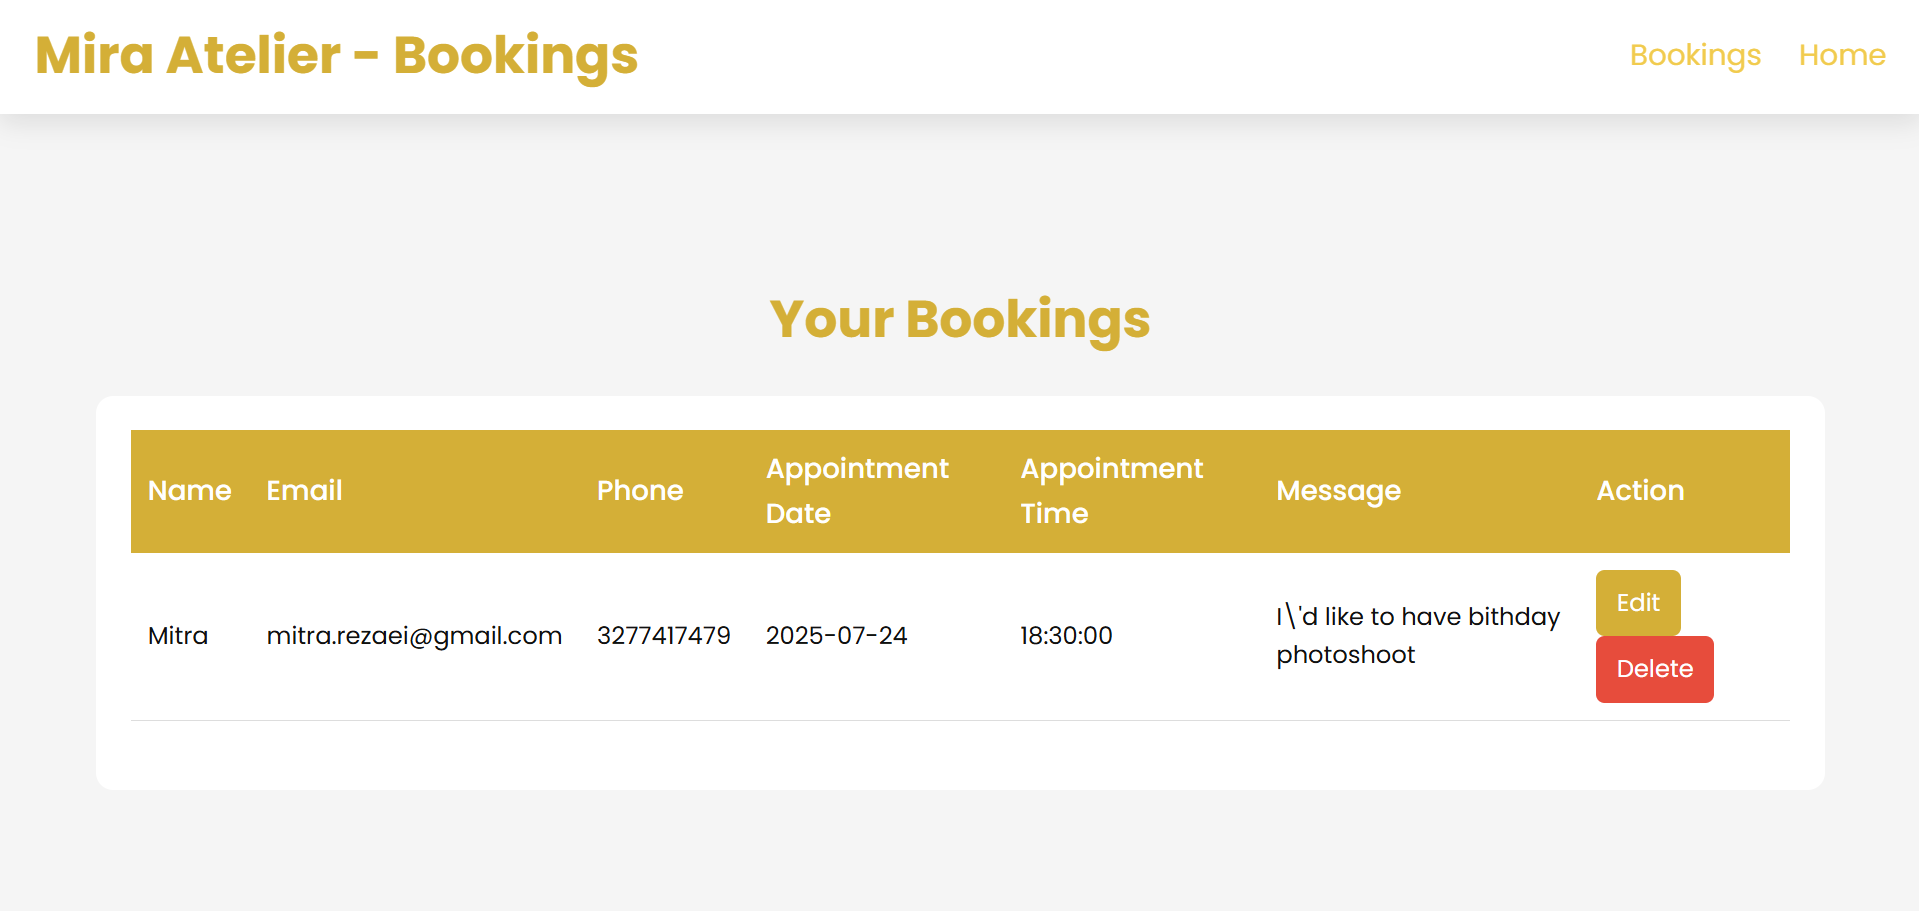 Mira Atelier - Bookings
Bookings Home
Your Bookings
Name Email Phone Appointment Date Appointment Time Message Action
Mitra mitra.rezaei@gmail.com 3277417479 2025-07-24 18:30:00 I\'d like to have bithday
photoshoot
Edit
Delete